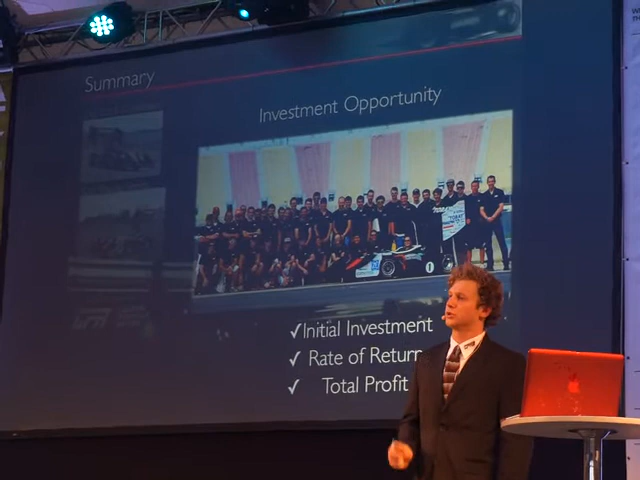 Summary
Investment Opportunity
✓Initial Investment
✓ Rate of Return
✓ Total Profit